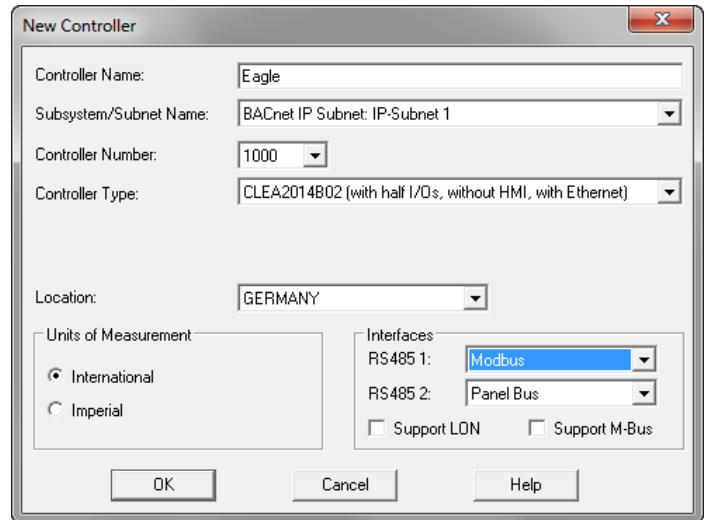 New Controller
Controller Name: Eagle
Subsystem/Subnet Name: BACnet IP Subnet: IP-Subnet 1
Controller Number: 1000
Controller Type: CLEA2014B02 (with half I/Os, without HMI, with Ethernet)
Location: GERMANY
Units of Measurement
International
Imperial
Interfaces
RS485 1: Modbus
RS485 2: Panel Bus
Support LON Support M-Bus
OK Cancel Help